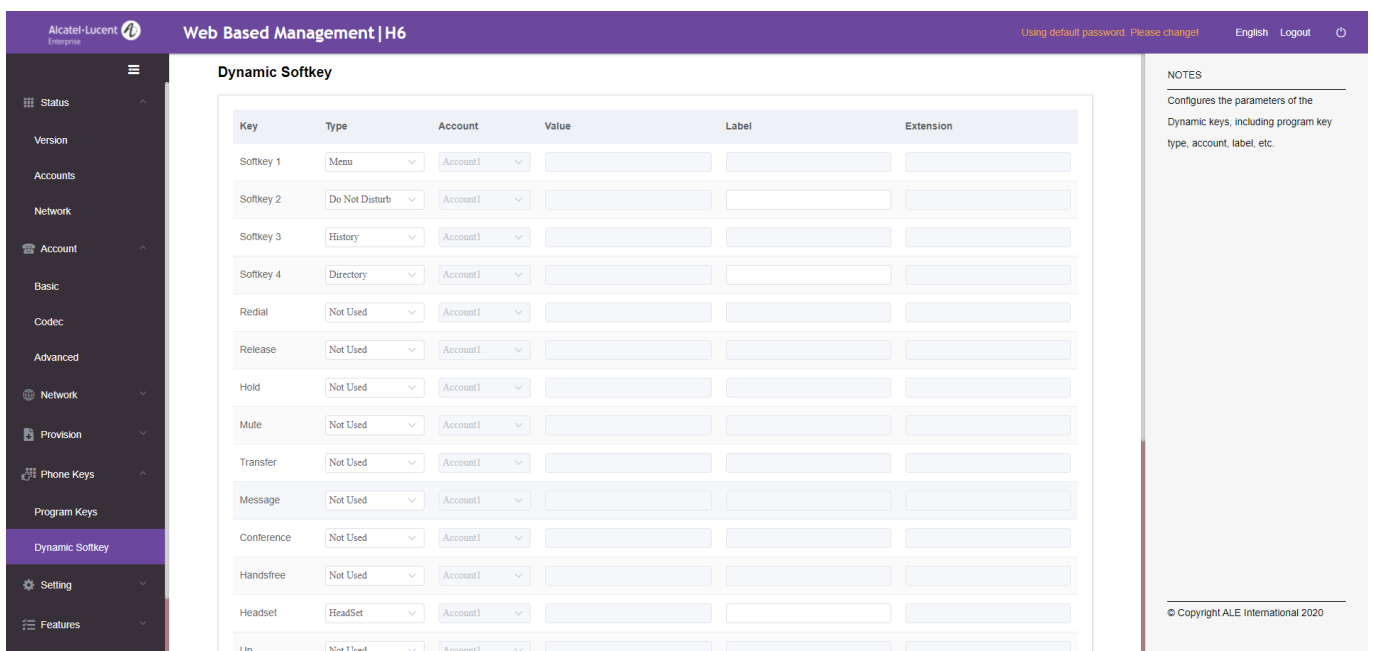 Alcatel-Lucent
Enterprise
Web Based Management|H6
Using default password. Please change!
English Logout
Status
Version
Accounts
Network
Account
Basic
Codec
Advanced
Network
Provision
Phone Keys
Program Keys
Dynamic Softkey
Setting
Features
Dynamic Softkey
Key Type Account Value Label Extension
Softkey 1 Menu Account1
Softkey 2 Do Not Disturb Account1
Softkey 3 History Account1
Softkey 4 Directory Account1
Redial Not Used Account1
Release Not Used Account1
Hold Not Used Account1
Mute Not Used Account1
Transfer Not Used Account1
Message Not Used Account1
Conference Not Used Account1
Handsfree Not Used Account1
Headset HeadSet Account1
Up Not Used Account1
NOTES
Configures the parameters of the
Dynamic keys, including program key
type, account, label, etc.
© Copyright ALE International 2020